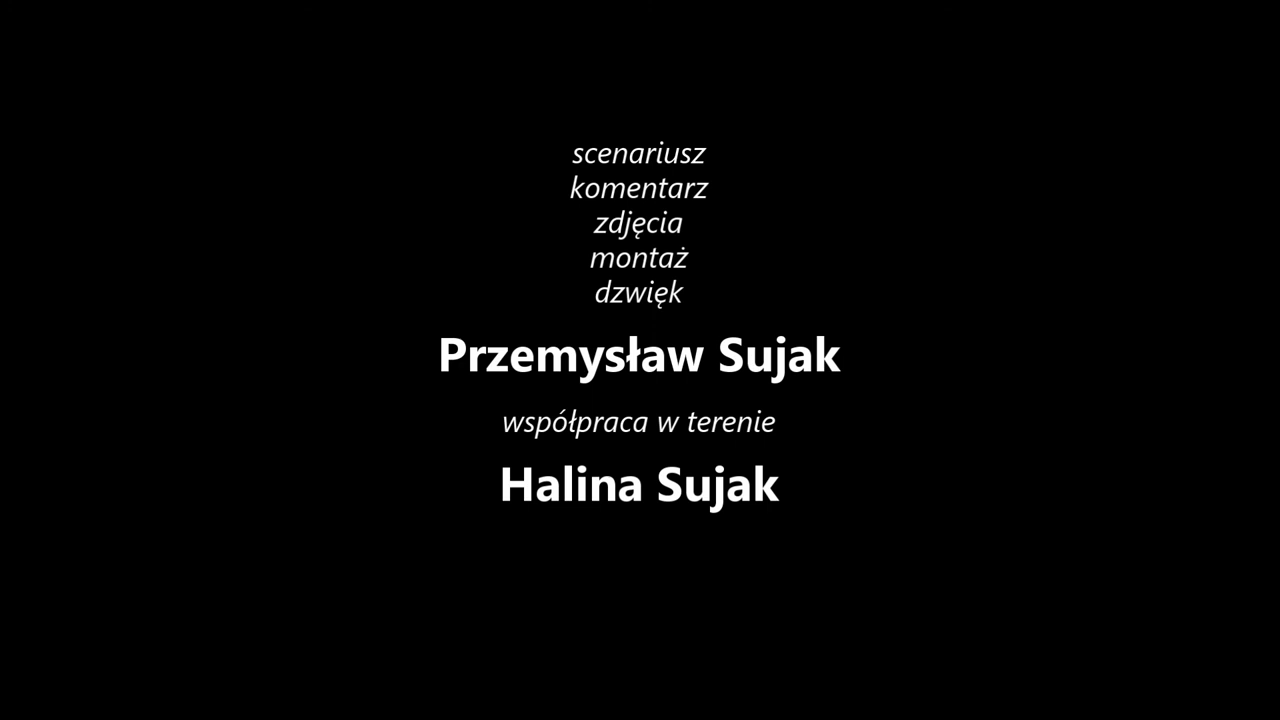 scenariusz
komentarz
zdjęcia
montaż
dzwięk
Przemysław Sujak
współpraca w terenie
Halina Sujak